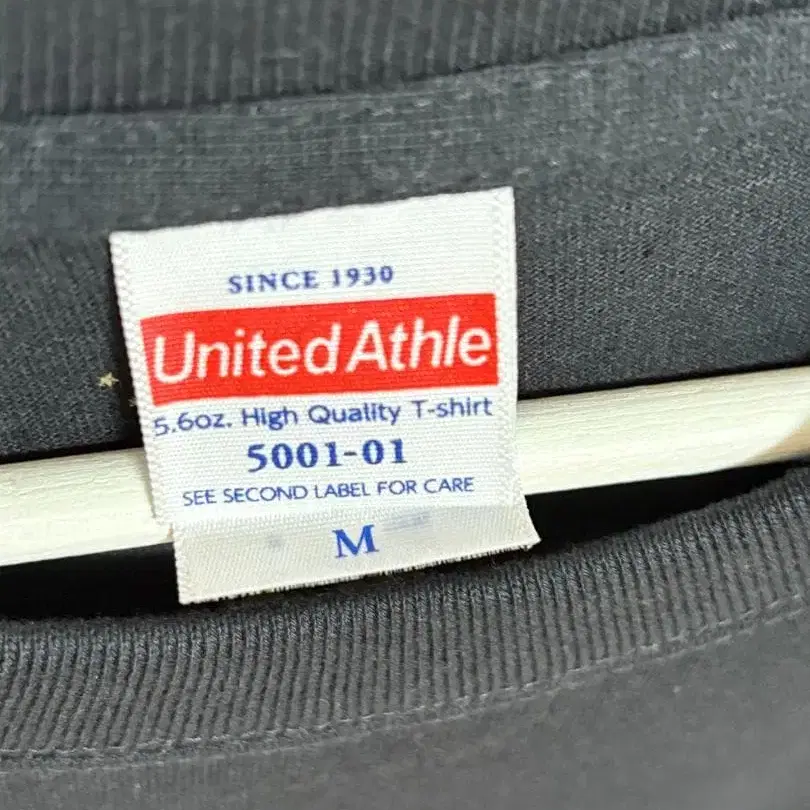 SINCE 1930
United Athle
5.6oz. High Quality T-shirt
5001-01
SEE SECOND LABEL FOR CARE
M